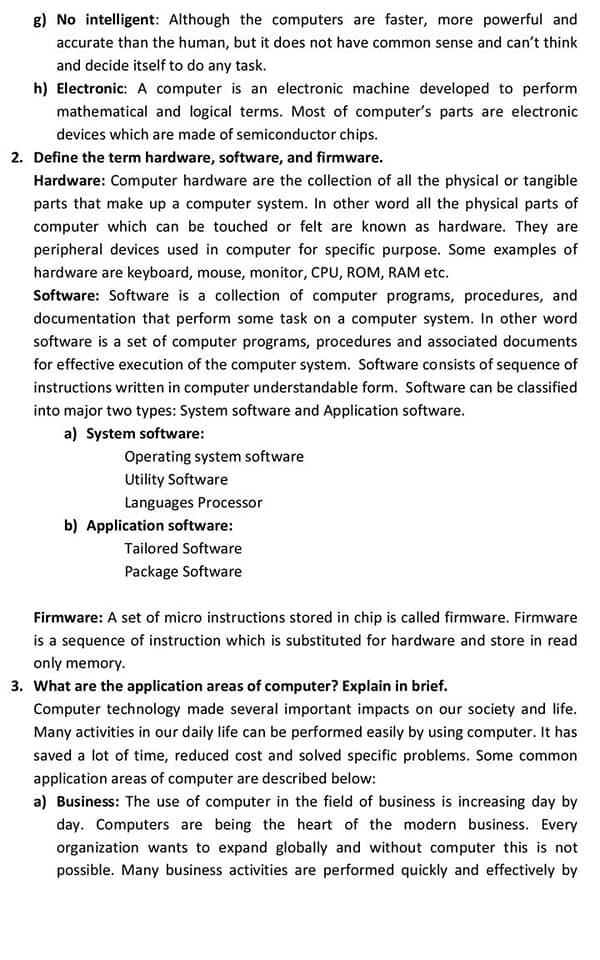 g) No intelligent: Although the computers are faster, more powerful and
accurate than the human, but it does not have common sense and can't think
and decide itself to do any task.
h) Electronic: A computer is an electronic machine developed to perform
mathematical and logical terms. Most of computer's parts are electronic
devices which are made of semiconductor chips.
2. Define the term hardware, software, and firmware.
Hardware: Computer hardware are the collection of all the physical or tangible
parts that make up a computer system. In other word all the physical parts of
computer which can be touched or felt are known as hardware. They are
peripheral devices used in computer for specific purpose. Some examples of
hardware are keyboard, mouse, monitor, CPU, ROM, RAM etc.
Software: Software is a collection of computer programs, procedures, and
documentation that perform some task on a computer system. In other word
software is a set of computer programs, procedures and associated documents
for effective execution of the computer system. Software consists of sequence of
instructions written in computer understandable form. Software can be classified
into major two types: System software and Application software.
a) System software:
Operating system software
Utility Software
Languages Processor
b) Application software:
Tailored Software
Package Software
Firmware: A set of micro instructions stored in chip is called firmware. Firmware
is a sequence of instruction which is substituted for hardware and store in read
only memory.
3. What are the application areas of computer? Explain in brief.
Computer technology made several important impacts on our society and life.
Many activities in our daily life can be performed easily by using computer. It has
saved a lot of time, reduced cost and solved specific problems. Some common
application areas of computer are described below:
a) Business: The use of computer in the field of business is increasing day by
day. Computers are being the heart of the modern business. Every
organization wants to expand globally and without computer this is not
possible. Many business activities are performed quickly and effectively by